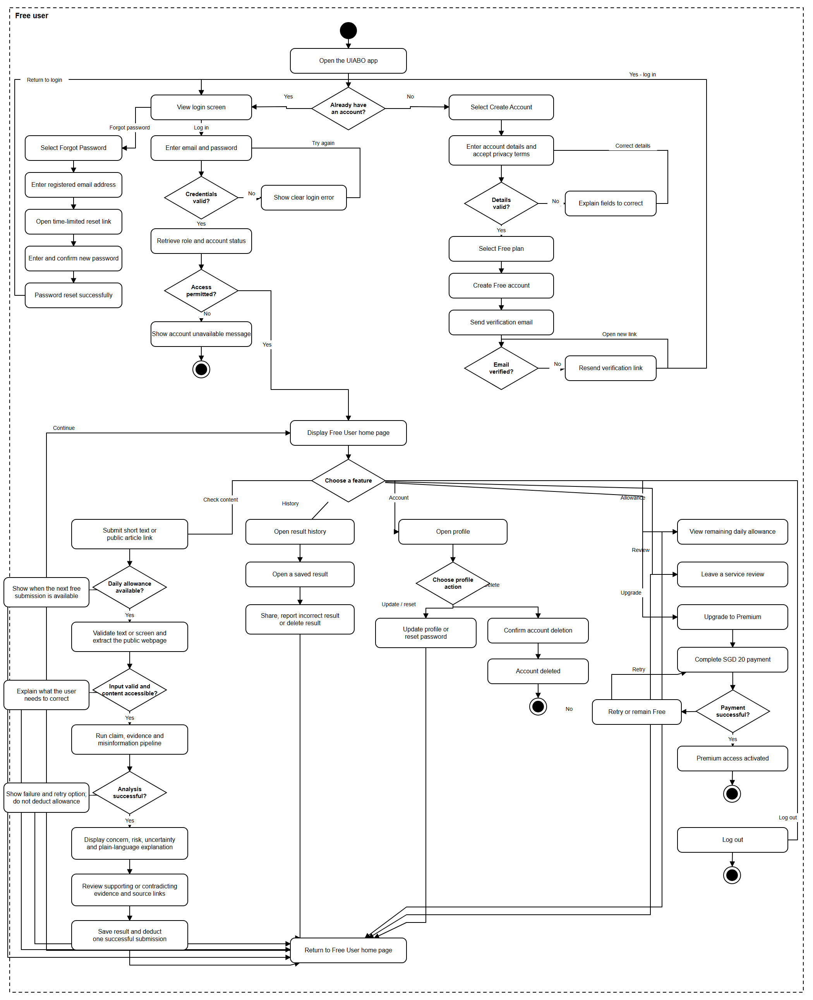 Free user
Open the UIABO app
Return to login
Yes - log in
Yes
No
View login screen
Already have
an account?
Select Create Account
Forgot password
Log in
Try again
Correct details
Select Forgot Password
Enter email and password
Enter account details and
accept privacy terms
Enter registered email address
Credentials
valid?
No
Show clear login error
Details
valid?
No
Explain fields to correct
Open time-limited reset link
Yes
Yes
Retrieve role and account status
Select Free plan
Enter and confirm new password
Create Free account
Password reset successfully
Access
permitted?
No
Send verification email
Show account unavailable message
Yes
Open new link
Email
verified?
No
Resend verification link
Continue
Display Free User home page
Choose a feature
Check content
History
Account
Allowance
Submit short text or
public article link
Open result history
Open profile
View remaining daily allowance
Review
Daily allowance
available?
Show when the next free
submission is available
Open a saved result
Choose profile
action
Delete
Leave a service review
Upgrade
Update / reset
Yes
Share, report incorrect result
or delete result
Upgrade to Premium
Validate text or screen and
extract the public webpage
Update profile or
reset password
Confirm account deletion
Complete SGD 20 payment
Retry
Account deleted
Input valid and
content accessible?
Explain what the user
needs to correct
No
Retry or remain Free
Payment
successful?
Yes
Yes
Run claim, evidence and
misinformation pipeline
Premium access activated
Analysis
successful?
Show failure and retry option;
do not deduct allowance
Yes
Log out
Display concern, risk, uncertainty
and plain-language explanation
Log out
Review supporting or contradicting
evidence and source links
Save result and deduct
one successful submission
Return to Free User home page